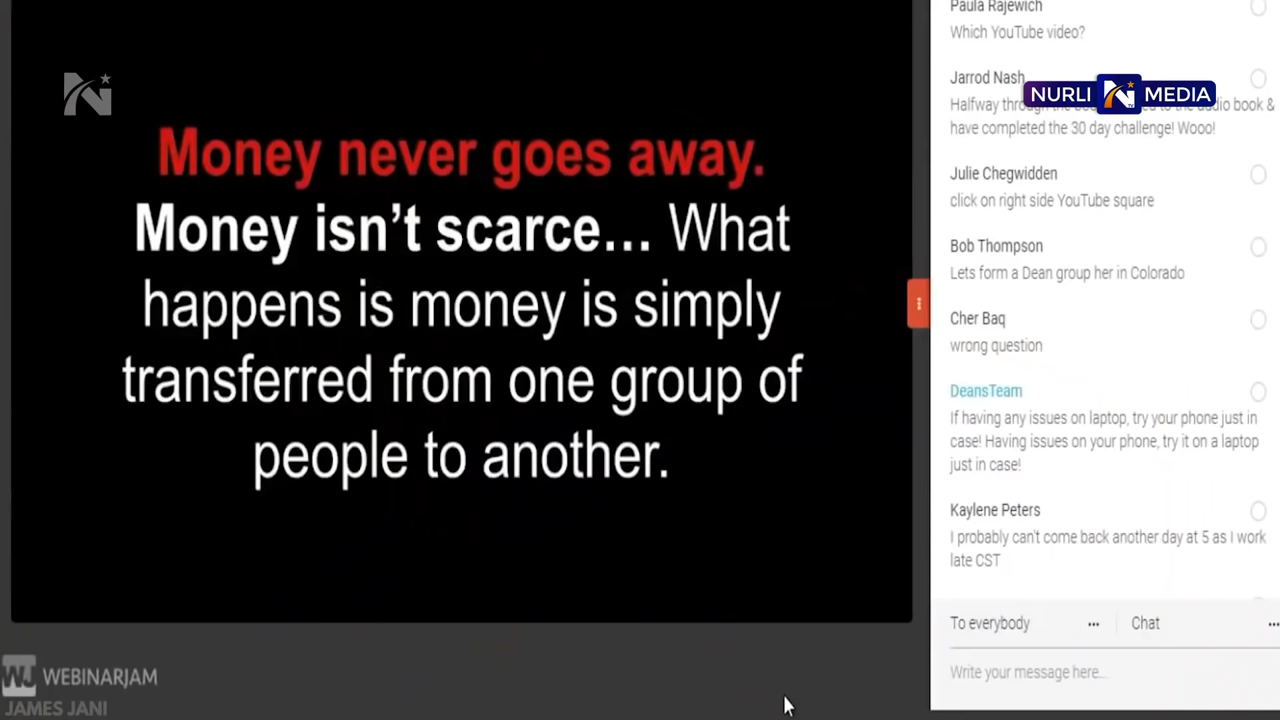 Money never goes away.
Money isn't scarce... What
happens is money is simply
transferred from one group of
people to another.
WJ WEBINARJAM
JAMES JANI
NURLI N MEDIA
Paula Rajewich
Which YouTube video?
Jarrod Nash
Halfway through the
have completed the 30 day challenge! Wooo!
Julie Chegwidden
click on right side YouTube square
Bob Thompson
Lets form a Dean group her in Colorado
Cher Baq
wrong question
DeansTeam
If having any issues on laptop, try your phone just in
case! Having issues on your phone, try it on a laptop
just in case!
Kaylene Peters
I probably can't come back another day at 5 as I work
late CST
To everybody
Chat
Write your message here...